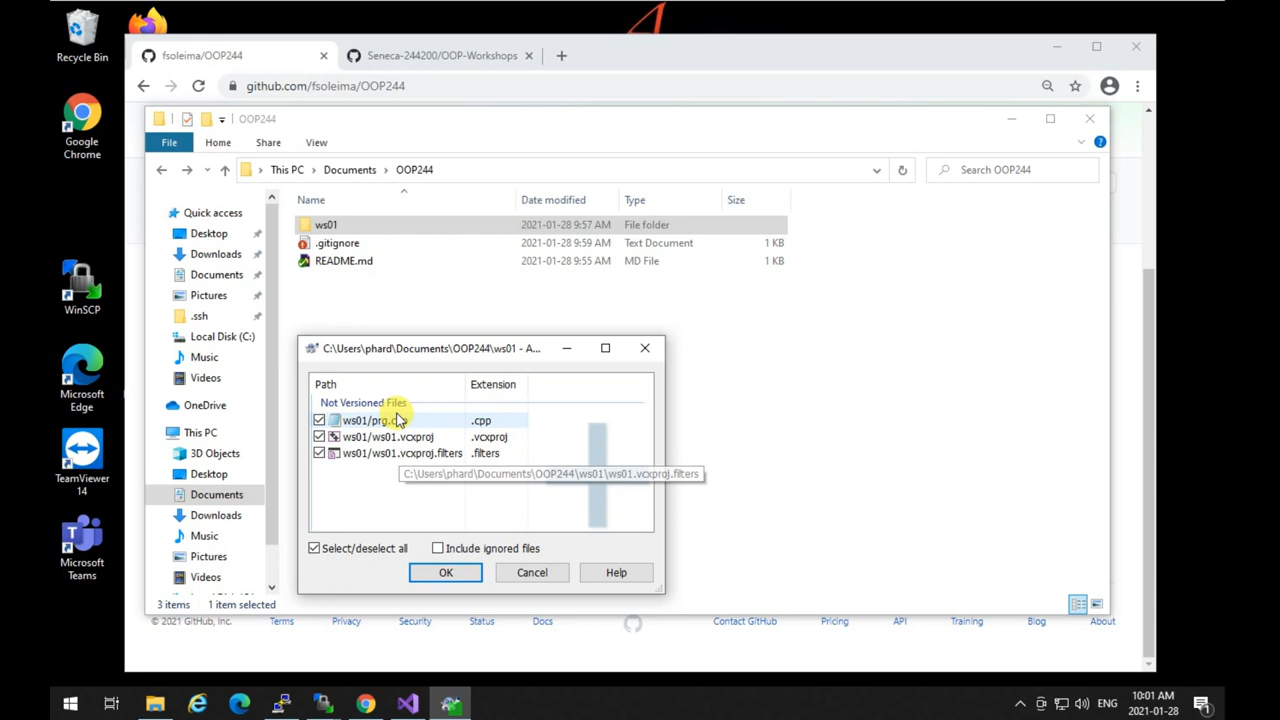 Recycle Bin
Google Chrome
WinSCP
Microsoft Edge
TeamViewer 14
Microsoft Teams
fsoleima/OOP244
Seneca-244200/OOP-Workshops
github.com/fsoleima/OOP244
OOP244
File Home Share View
This PC > Documents > OOP244
Search OOP244
Name Date modified Type Size
ws01 2021-01-28 9:57 AM File folder
.gitignore 2021-01-28 9:59 AM Text Document 1 KB
README.md 2021-01-28 9:55 AM MD File 1 KB
Quick access
Desktop
Downloads
Documents
Pictures
.ssh
Local Disk (C:)
Music
Videos
OneDrive
This PC
3D Objects
Desktop
Documents
Downloads
Music
Pictures
Videos
C:\Users\phard\Documents\OOP244\ws01 - A...
Path Extension
Not Versioned Files
ws01/prg.cpp .cpp
ws01/ws01.vcxproj .vcxproj
ws01/ws01.vcxproj.filters .filters
C:\Users\phard\Documents\OOP244\ws01\ws01.vcxproj.filters
Select/deselect all Include ignored files
OK Cancel Help
3 items 1 item selected
© 2021 GitHub, Inc. Terms Privacy Security Status Docs Contact GitHub Pricing API Training Blog About
ENG
10:01 AM
2021-01-28